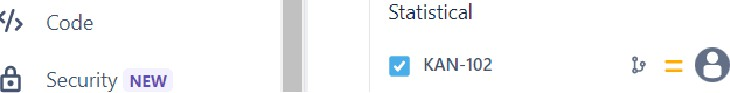 Code
Security NEW
Statistical
KAN-102